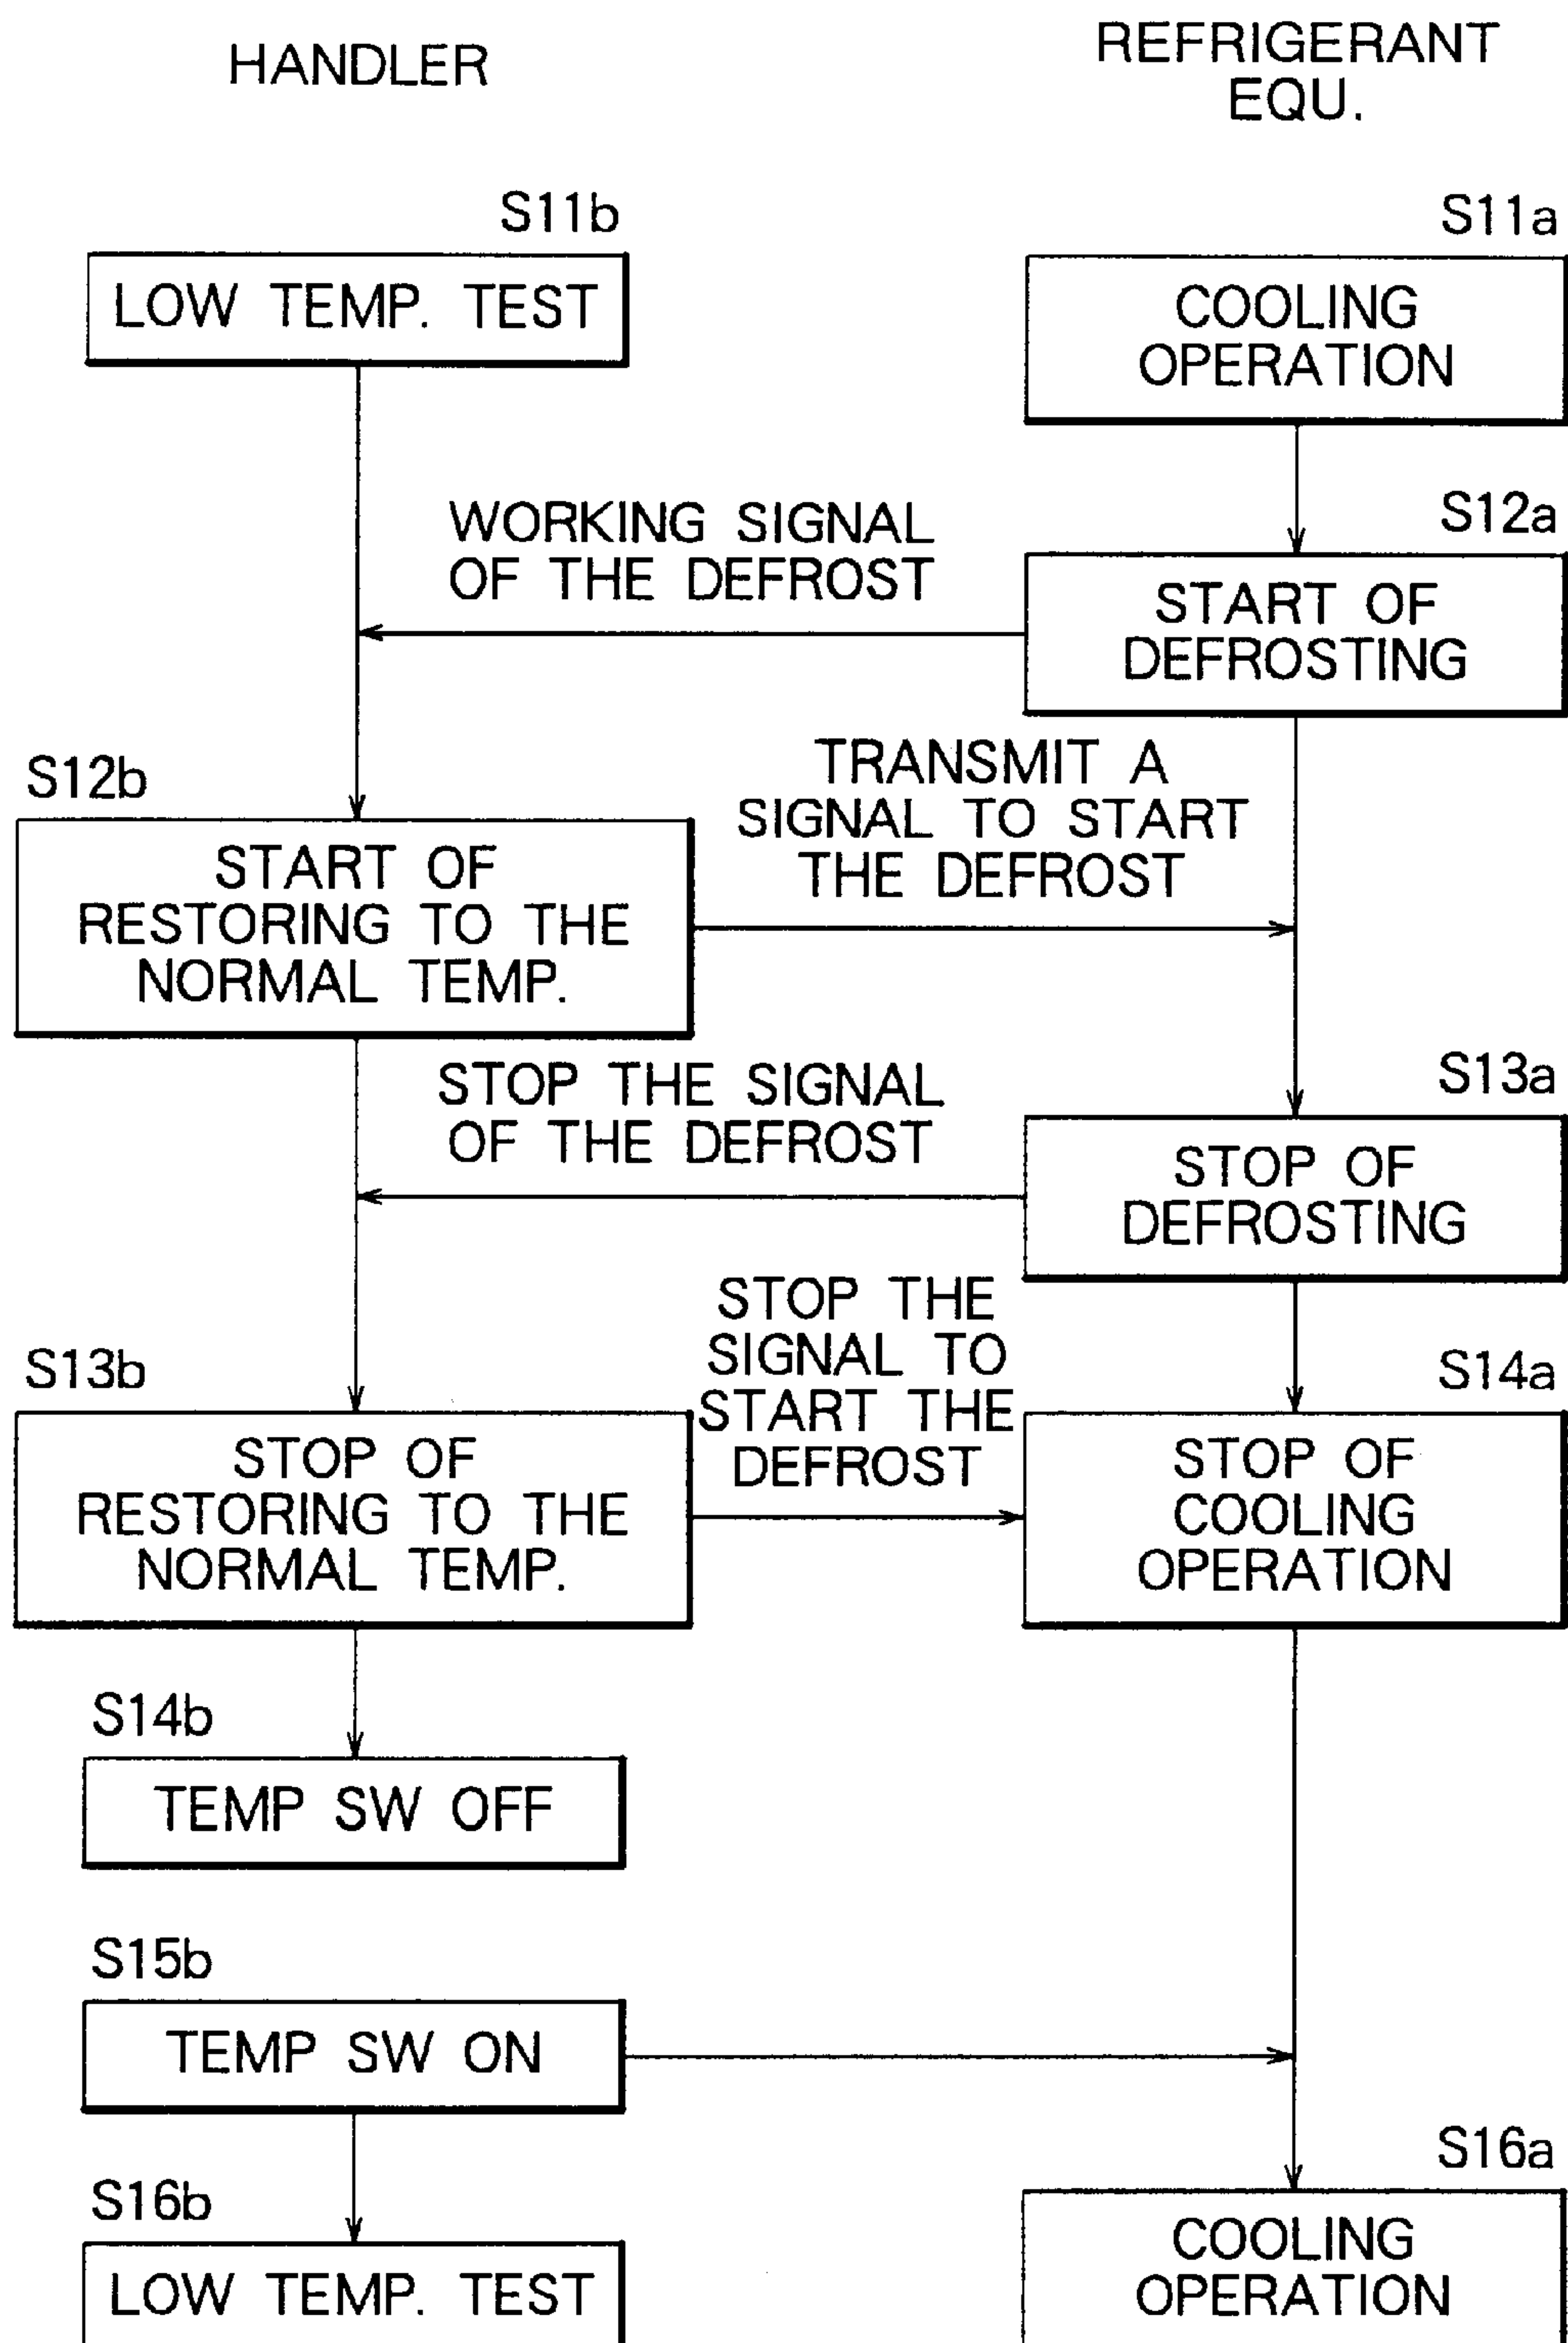 HANDLER
REFRIGERANT
EQU.
S11b
LOW TEMP. TEST
S11a
COOLING
OPERATION
WORKING SIGNAL
OF THE DEFROST
S12a
START OF
DEFROSTING
S12b
START OF
RESTORING TO THE
NORMAL TEMP.
TRANSMIT A
SIGNAL TO START
THE DEFROST
STOP THE SIGNAL
OF THE DEFROST
S13a
STOP OF
DEFROSTING
S13b
STOP OF
RESTORING TO THE
NORMAL TEMP.
STOP THE
SIGNAL TO
START THE
DEFROST
S14a
STOP OF
COOLING
OPERATION
S14b
TEMP SW OFF
S15b
TEMP SW ON
S16b
LOW TEMP. TEST
S16a
COOLING
OPERATION